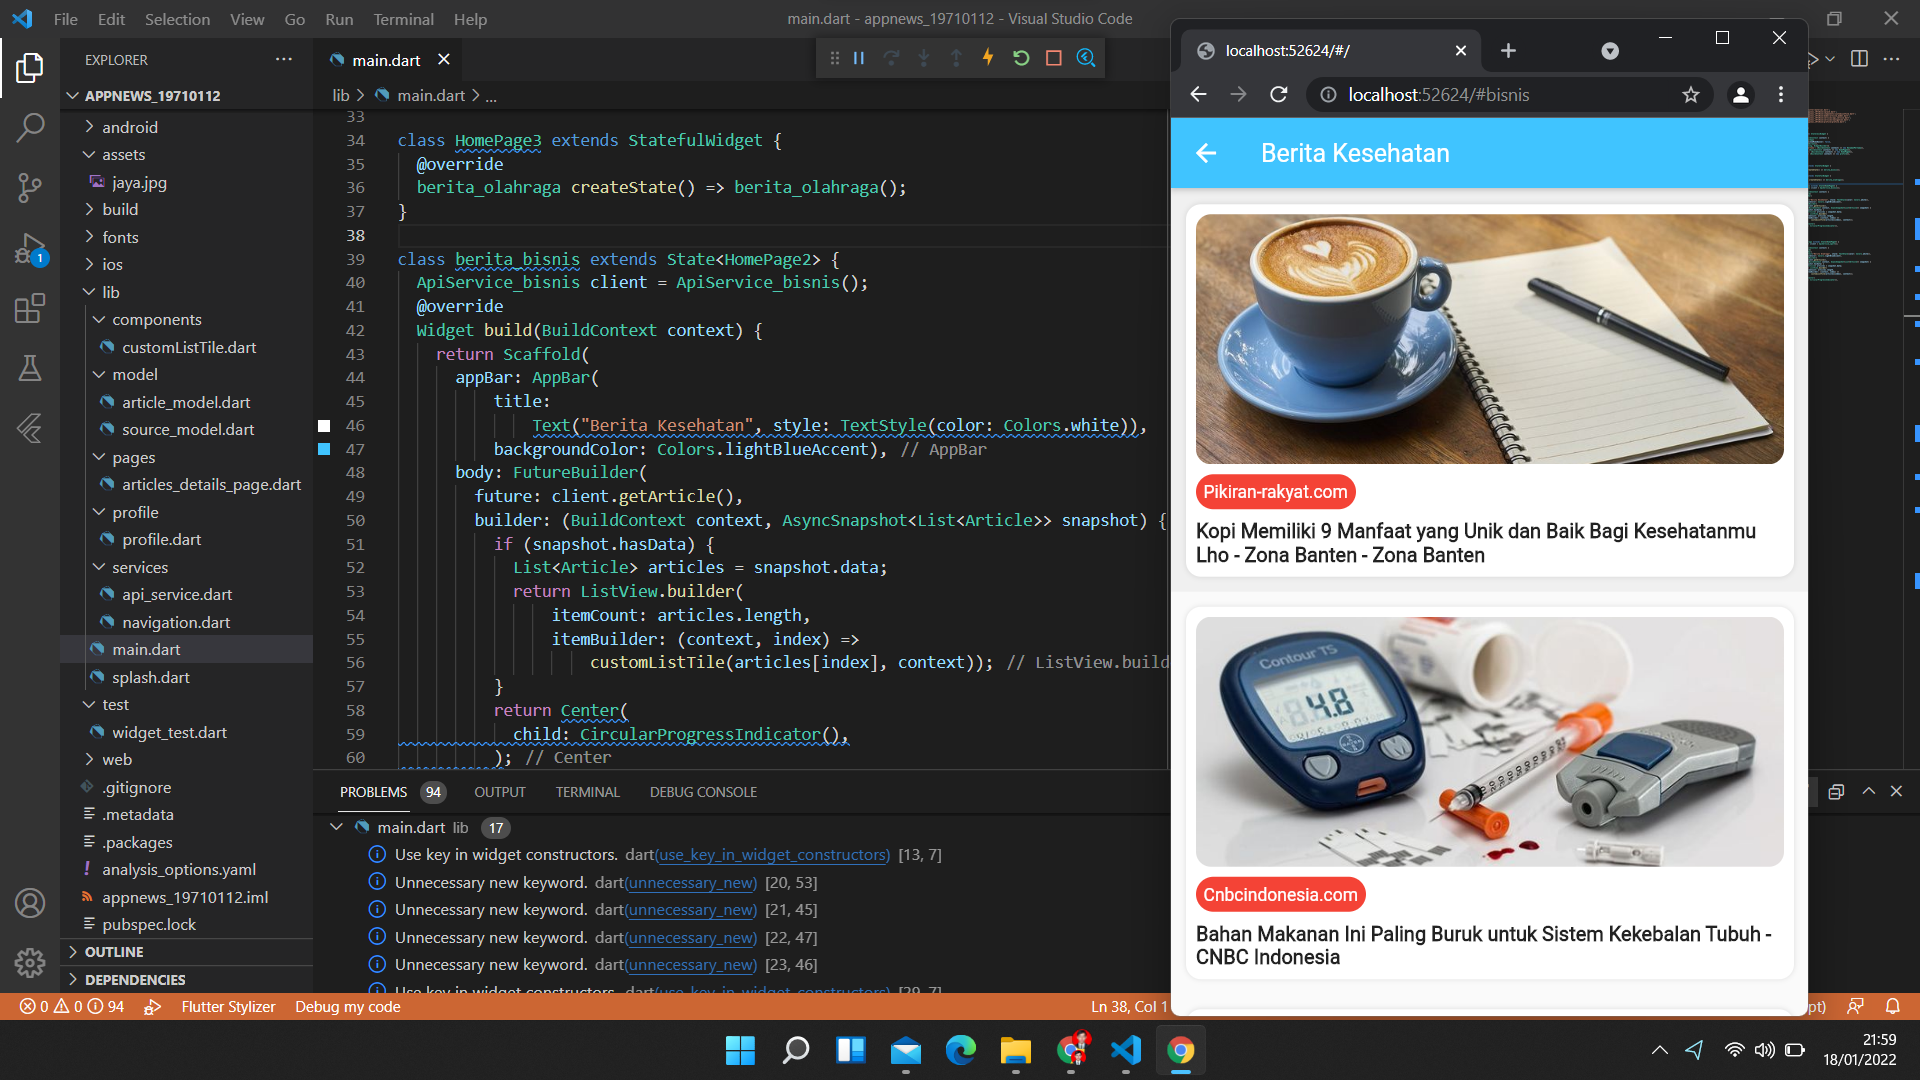 File Edit Selection View Go Run Terminal Help
main.dart - appnews_19710112 - Visual Studio Code
EXPLORER
APPNEWS_19710112
android
assets
jaya.jpg
build
fonts
ios
lib
components
customListTile.dart
model
article_model.dart
source_model.dart
pages
articles_details_page.dart
profile
profile.dart
services
api_service.dart
navigation.dart
main.dart
splash.dart
test
widget_test.dart
web
.gitignore
.metadata
.packages
analysis_options.yaml
appnews_19710112.iml
pubspec.lock
OUTLINE
DEPENDENCIES
1
main.dart
lib > main.dart > ...
33
34 class HomePage3 extends StatefulWidget {
35 @override
36 berita_olahraga createState() => berita_olahraga();
37 }
38
39 class berita_bisnis extends State<HomePage2> {
40 ApiService_bisnis client = ApiService_bisnis();
41 @override
42 Widget build(BuildContext context) {
43 return Scaffold(
44 appBar: AppBar(
45 title:
46 Text("Berita Kesehatan", style: TextStyle(color: Colors.white)),
47 backgroundColor: Colors.lightBlueAccent), // AppBar
48 body: FutureBuilder(
49 future: client.getArticle(),
50 builder: (BuildContext context, AsyncSnapshot<List<Article>> snapshot) {
51 if (snapshot.hasData) {
52 List<Article> articles = snapshot.data;
53 return ListView.builder(
54 itemCount: articles.length,
55 itemBuilder: (context, index) =>
56 customListTile(articles[index], context)); // ListView.build
57 }
58 return Center(
59 child: CircularProgressIndicator(),
60 ); // Center
PROBLEMS 94 OUTPUT TERMINAL DEBUG CONSOLE
main.dart lib 17
Use key in widget constructors. dart(use_key_in_widget_constructors) [13, 7]
Unnecessary new keyword. dart(unnecessary_new) [20, 53]
Unnecessary new keyword. dart(unnecessary_new) [21, 45]
Unnecessary new keyword. dart(unnecessary_new) [22, 47]
Unnecessary new keyword. dart(unnecessary_new) [23, 46]
Use key in widget constructors. dart(use_key_in_widget_constructors) [29, 7]
0 0 94 Flutter Stylizer Debug my code
Ln 38, Col 1
localhost:52624/#/
localhost:52624/#bisnis
Berita Kesehatan
Pikiran-rakyat.com
Kopi Memiliki 9 Manfaat yang Unik dan Baik Bagi Kesehatanmu
Lho - Zona Banten - Zona Banten
Contour TS
4.8
BAYER
M
Cnbcindonesia.com
Bahan Makanan Ini Paling Buruk untuk Sistem Kekebalan Tubuh -
CNBC Indonesia
pt)
21:59
18/01/2022